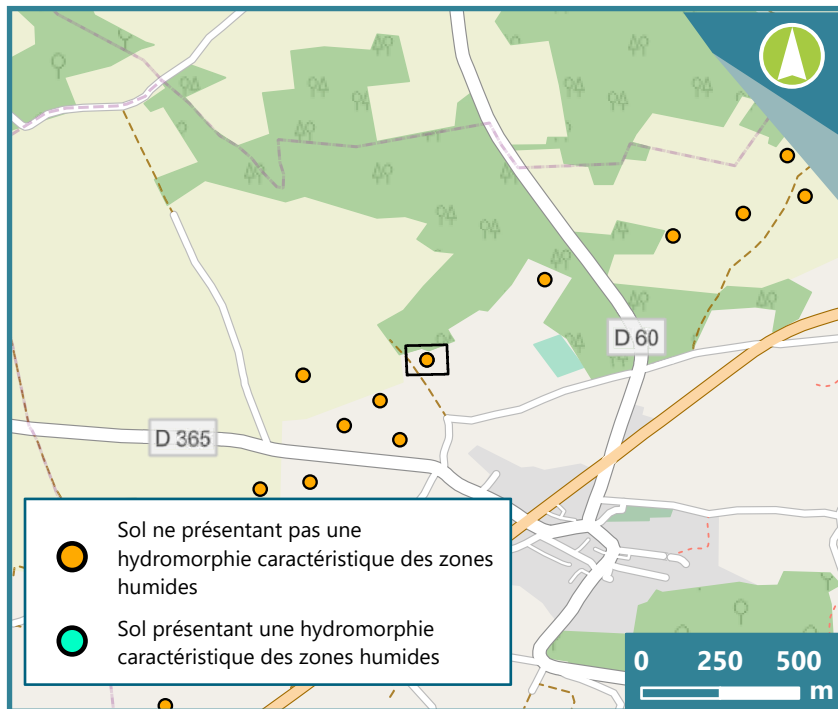 D 60
D 365
Sol ne présentant pas une
hydromorphie caractéristique des zones
humides
Sol présentant une hydromorphie
caractéristique des zones humides
0 250 500
m